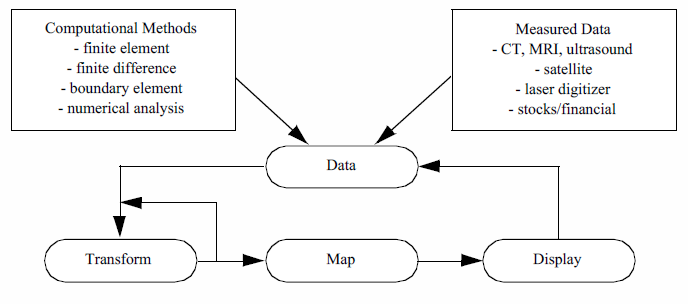 Computational Methods
- finite element
- finite difference
- boundary element
- numerical analysis
Measured Data
- CT, MRI, ultrasound
- satellite
- laser digitizer
- stocks/financial
Data
Transform
Map
Display